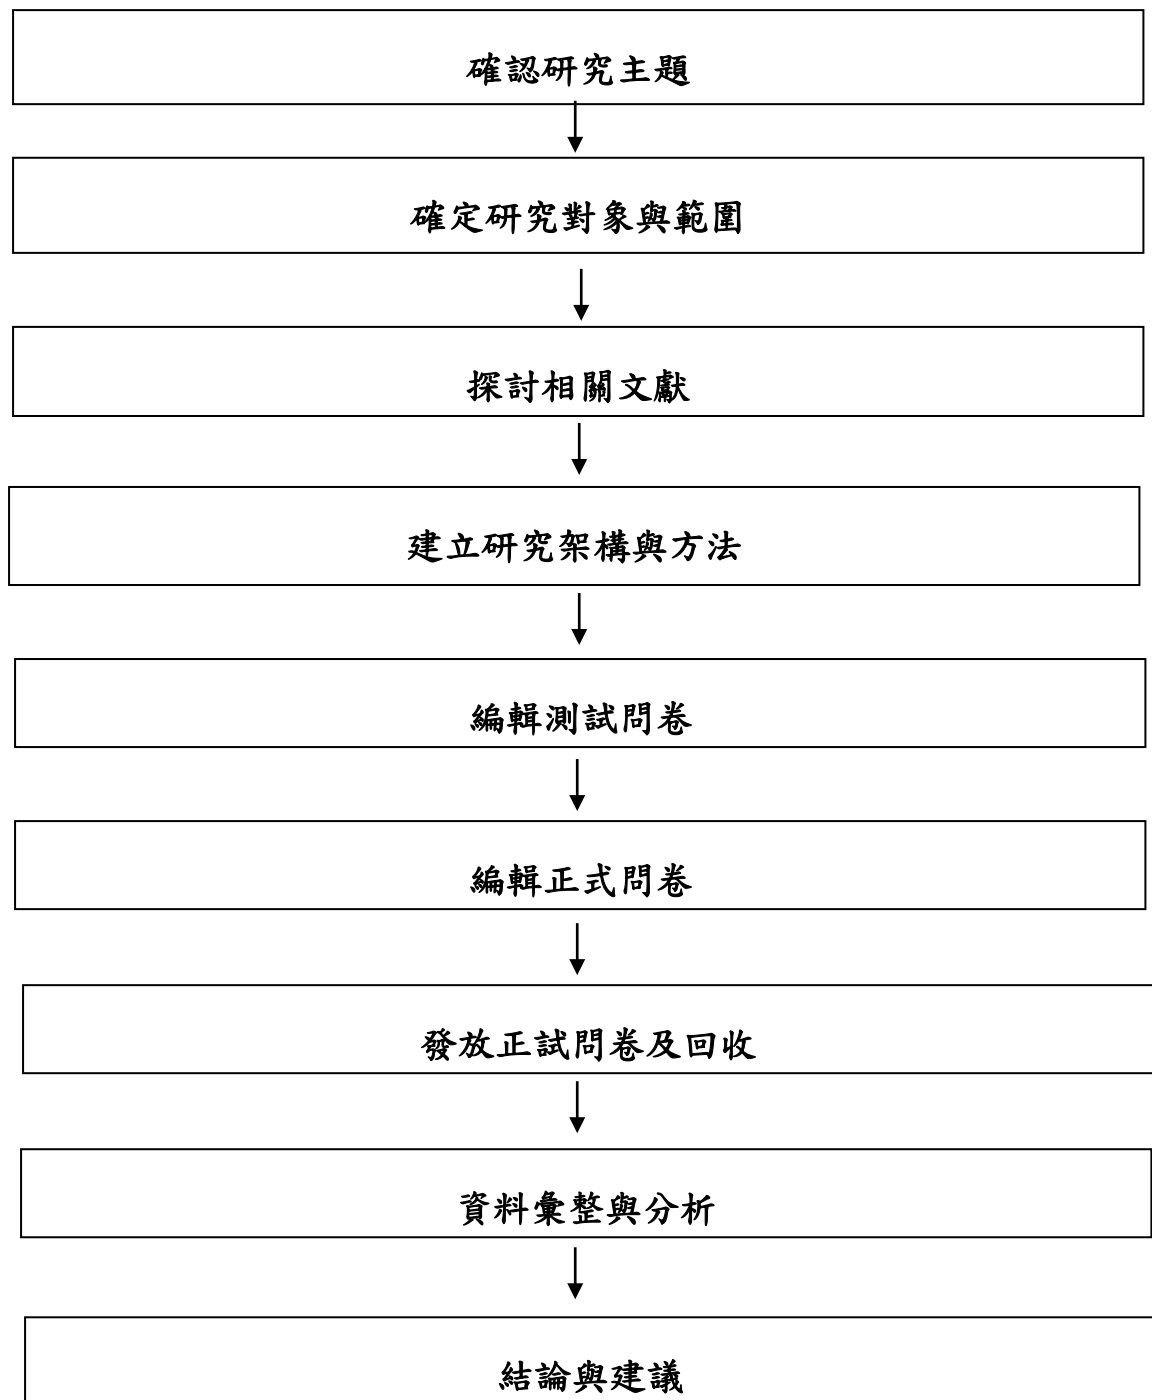 確認研究主題
確定研究對象與範圍
探討相關文獻
建立研究架構與方法
編輯測試問卷
編輯正式問卷
發放正試問卷及回收
資料彙整與分析
結論與建議